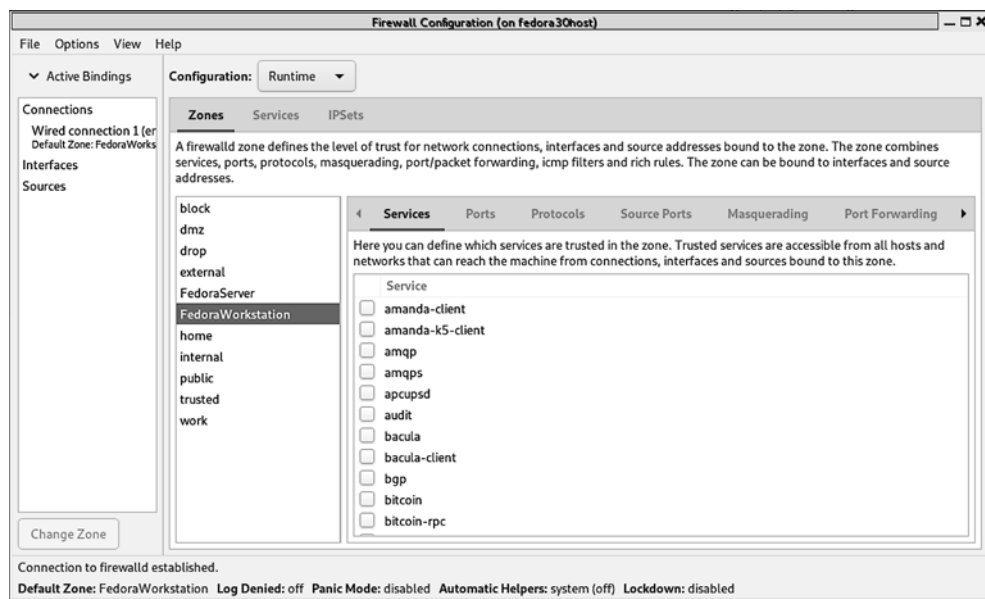 Firewall Configuration (on fedora30host)
File Options View Help
Active Bindings
Configuration: Runtime
Connections
Wired connection 1 (er
Default Zone: FedoraWorks
Interfaces
Sources
Change Zone
Zones Services IPSets
A firewalld zone defines the level of trust for network connections, interfaces and source addresses bound to the zone. The zone combines
services, ports, protocols, masquerading, port/packet forwarding, icmp filters and rich rules. The zone can be bound to interfaces and source
addresses.
block
dmz
drop
external
FedoraServer
FedoraWorkstation
home
internal
public
trusted
work
Services Ports Protocols Source Ports Masquerading Port Forwarding
Here you can define which services are trusted in the zone. Trusted services are accessible from all hosts and
networks that can reach the machine from connections, interfaces and sources bound to this zone.
Service
amanda-client
amanda-k5-client
amqp
amqps
apcupsd
audit
bacula
bacula-client
bgp
bitcoin
bitcoin-rpc
Connection to firewalld established.
Default Zone: FedoraWorkstation Log Denied: off Panic Mode: disabled Automatic Helpers: system (off) Lockdown: disabled